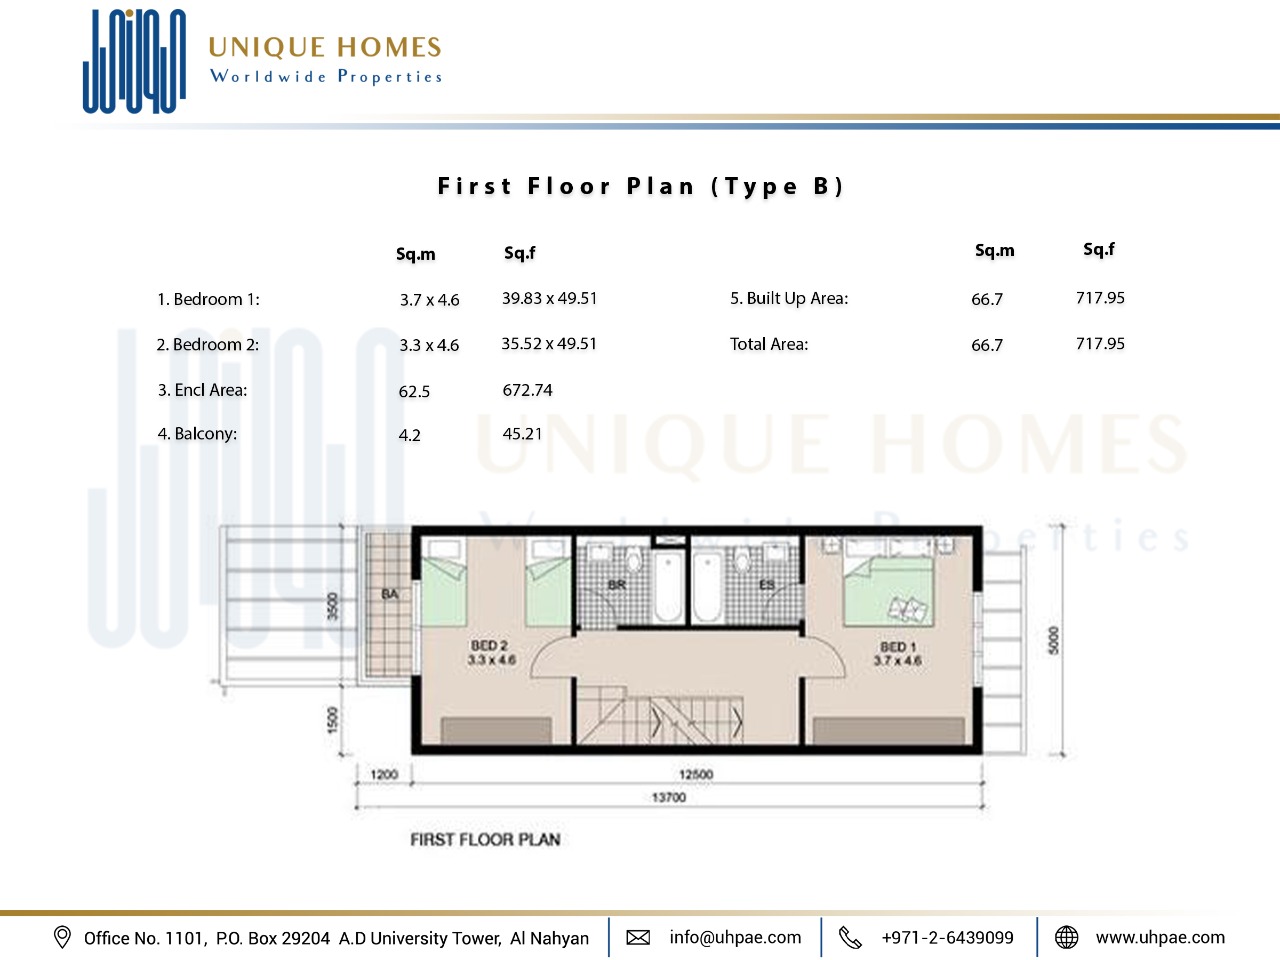 UNIQUE HOMES
Worldwide Properties
First Floor Plan (Type B)
Sq.m Sq.f
1. Bedroom 1: 3.7 x 4.6 39.83 x 49.51
2. Bedroom 2: 3.3 x 4.6 35.52 x 49.51
3. Encl Area: 62.5 672.74
4. Balcony: 4.2 45.21
Sq.m Sq.f
5. Built Up Area: 66.7 717.95
Total Area: 66.7 717.95
UNIQUE HOMES
Worldwide Properties
BA
3500
1500
BED 2
3.3 x 4.6
BR
ES
BED 1
3.7 x 4.6
5000
1200
12500
13700
FIRST FLOOR PLAN
Office No. 1101, P.O. Box 29204 A.D University Tower, Al Nahyan
info@uhpae.com
+971-2-6439099
www.uhpae.com